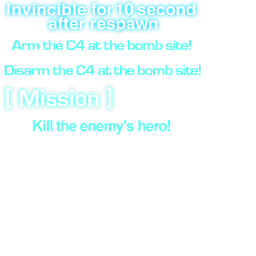 Invincible for 10 second
after respawn
Arm the C4 at the bomb site!
Disarm the C4 at the bomb site!
[ Mission ]
Kill the enemy's hero!